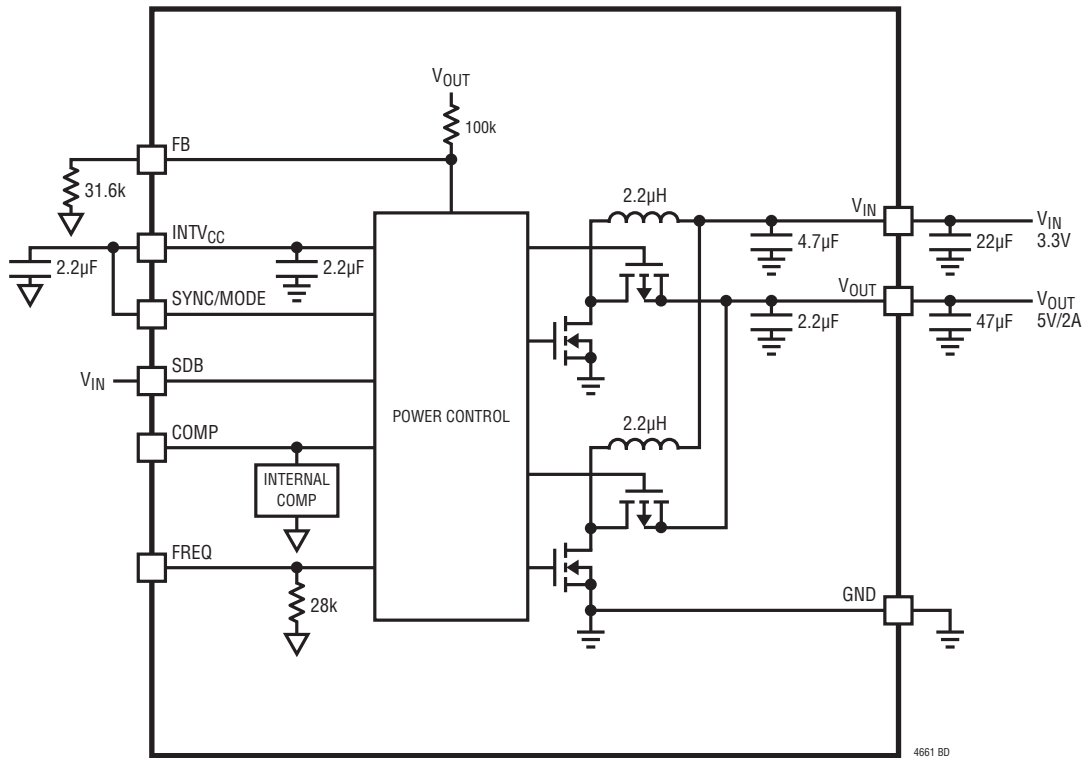 VOUT
100k
FB
31.6k
INTVCC
2.2µF
2.2µF
SYNC/MODE
SDB
VIN
COMP
INTERNAL
COMP
FREQ
28k
POWER CONTROL
2.2µH
2.2µH
VIN
4.7µF
22µF
VIN
3.3V
VOUT
2.2µF
47µF
VOUT
5V/2A
GND
4661 BD